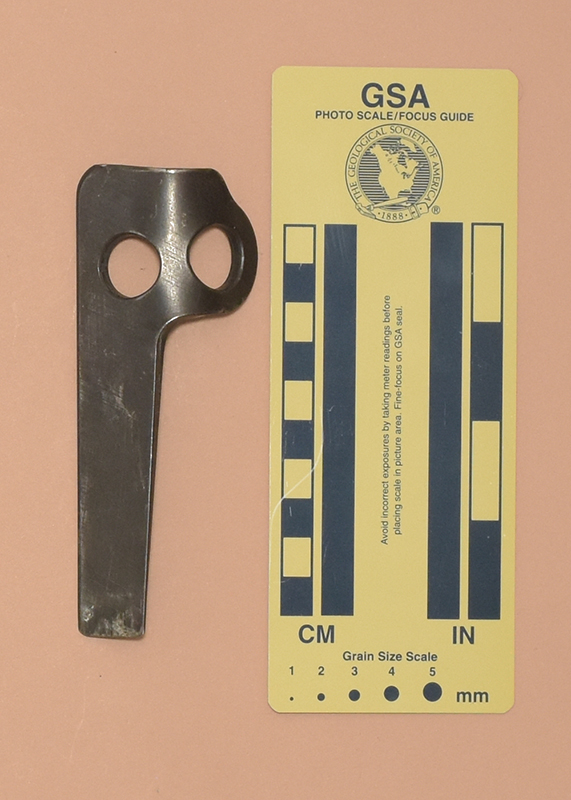 GSA
PHOTO SCALE/FOCUS GUIDE
THE GEOLOGICAL SOCIETY OF AMERICA
·1888·
®
Avoid incorrect exposures by taking meter readings before
placing scale in picture area. Fine-focus on GSA seal.
CM
IN
Grain Size Scale
1 2 3 4 5
mm